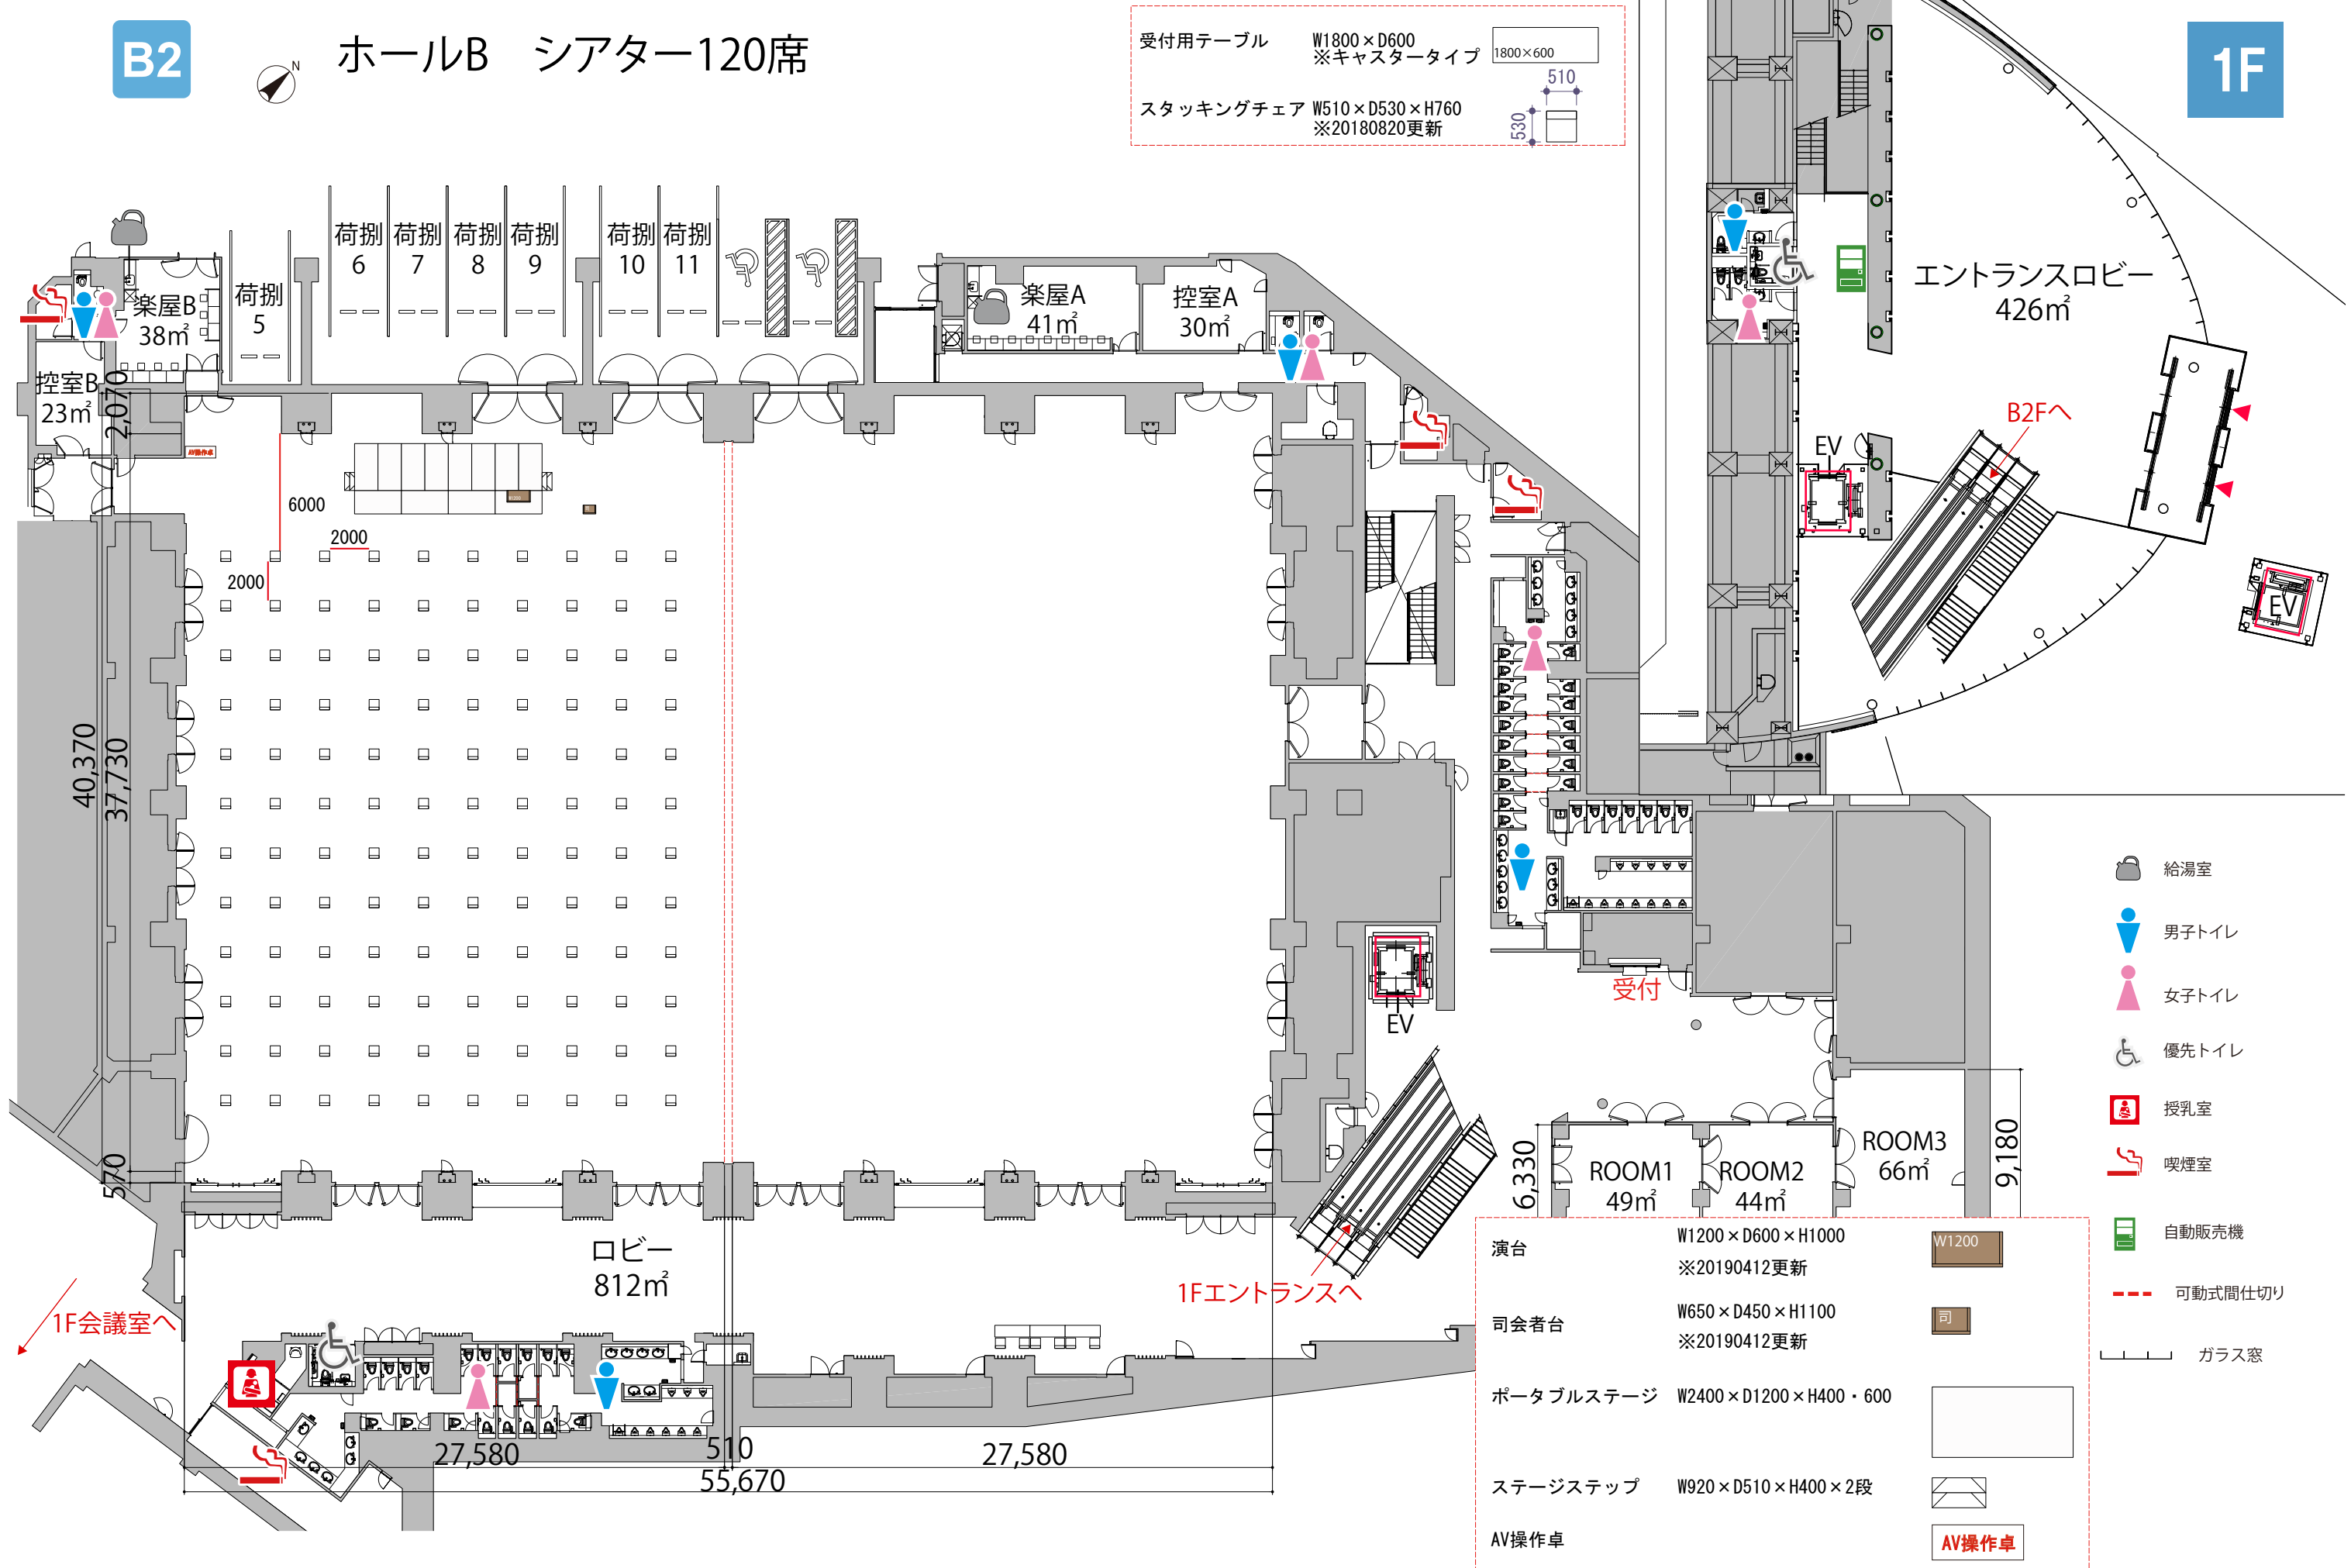 B2
N
ホールB　シアター120席
受付用テーブル
W1800×D600
※キャスタータイプ
1800×600
スタッキングチェア
W510×D530×H760
※20180820更新
510
530
1F
荷捌
6
荷捌
7
荷捌
8
荷捌
9
荷捌
10
荷捌
11
荷捌
5
楽屋B
38㎡
控室B
23㎡
楽屋A
41㎡
控室A
30㎡
エントランスロビー
426㎡
B2Fへ
EV
EV
2,070
AV操作卓
6000
2000
2000
40,370
37,730
570
受付
EV
ROOM1
49㎡
ROOM2
44㎡
ROOM3
66㎡
6,330
9,180
ロビー
812㎡
1Fエントランスへ
1F会議室へ
27,580
510
27,580
55,670
給湯室
男子トイレ
女子トイレ
優先トイレ
授乳室
喫煙室
自動販売機
可動式間仕切り
ガラス窓
演台
W1200×D600×H1000
※20190412更新
W1200
司会者台
W650×D450×H1100
※20190412更新
司
ポータブルステージ
W2400×D1200×H400・600
ステージステップ
W920×D510×H400×2段
AV操作卓
AV操作卓